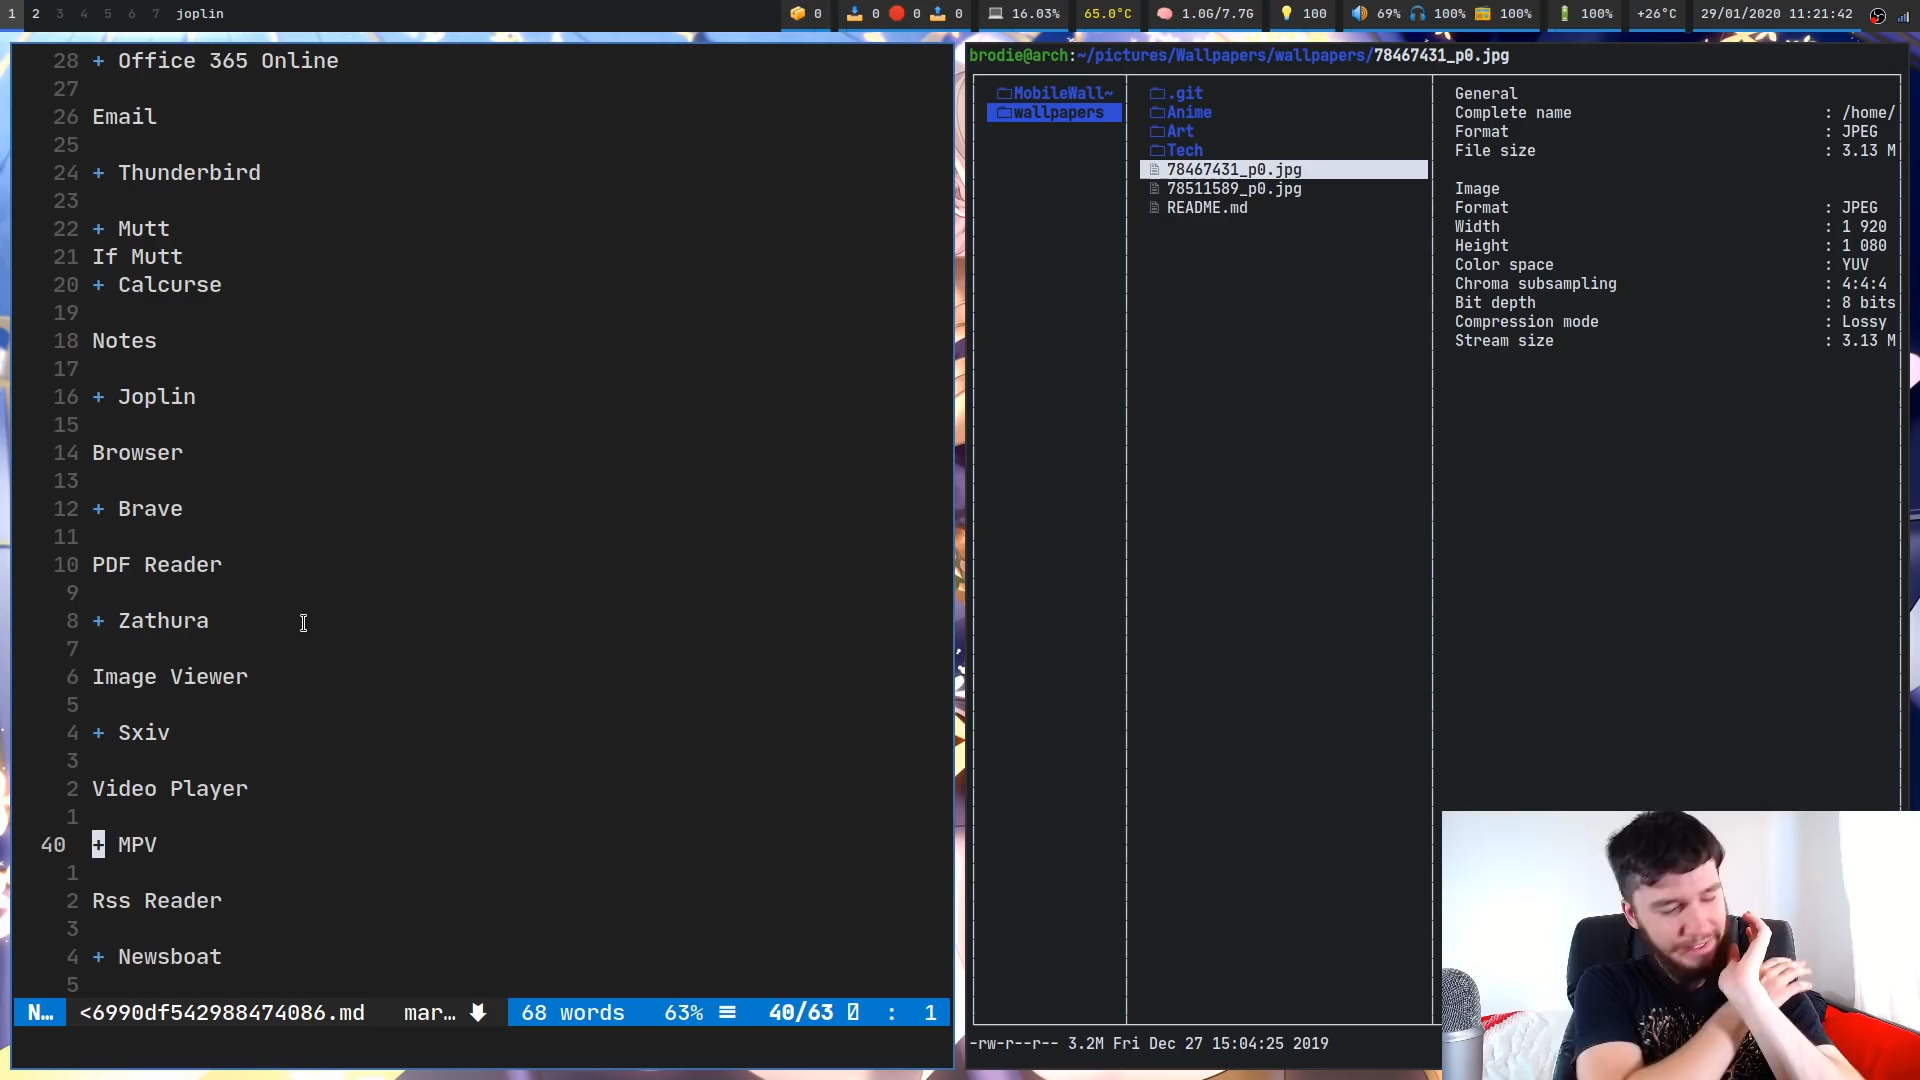 1 2 3 4 5 6 7 joplin
0 0 0 0 16.03% 65.0°C 1.0G/7.7G 100 69% 100% 100% 100% +26°C 29/01/2020 11:21:42
28 + Office 365 Online
27
26 Email
25
24 + Thunderbird
23
22 + Mutt
21 If Mutt
20 + Calcurse
19
18 Notes
17
16 + Joplin
15
14 Browser
13
12 + Brave
11
10 PDF Reader
9
8 + Zathura
7
6 Image Viewer
5
4 + Sxiv
3
2 Video Player
1
40 + MPV
1
2 Rss Reader
3
4 + Newsboat
5
N… <6990df542988474086.md mar… 68 words 63% 40/63 : 1
brodie@arch:~/pictures/Wallpapers/wallpapers/78467431_p0.jpg
MobileWall~
wallpapers
.git
Anime
Art
Tech
78467431_p0.jpg
78511589_p0.jpg
README.md
General
Complete name : /home/
Format : JPEG
File size : 3.13 M
Image
Format : JPEG
Width : 1 920
Height : 1 080
Color space : YUV
Chroma subsampling : 4:4:4
Bit depth : 8 bits
Compression mode : Lossy
Stream size : 3.13 M
-rw-r--r-- 3.2M Fri Dec 27 15:04:25 2019